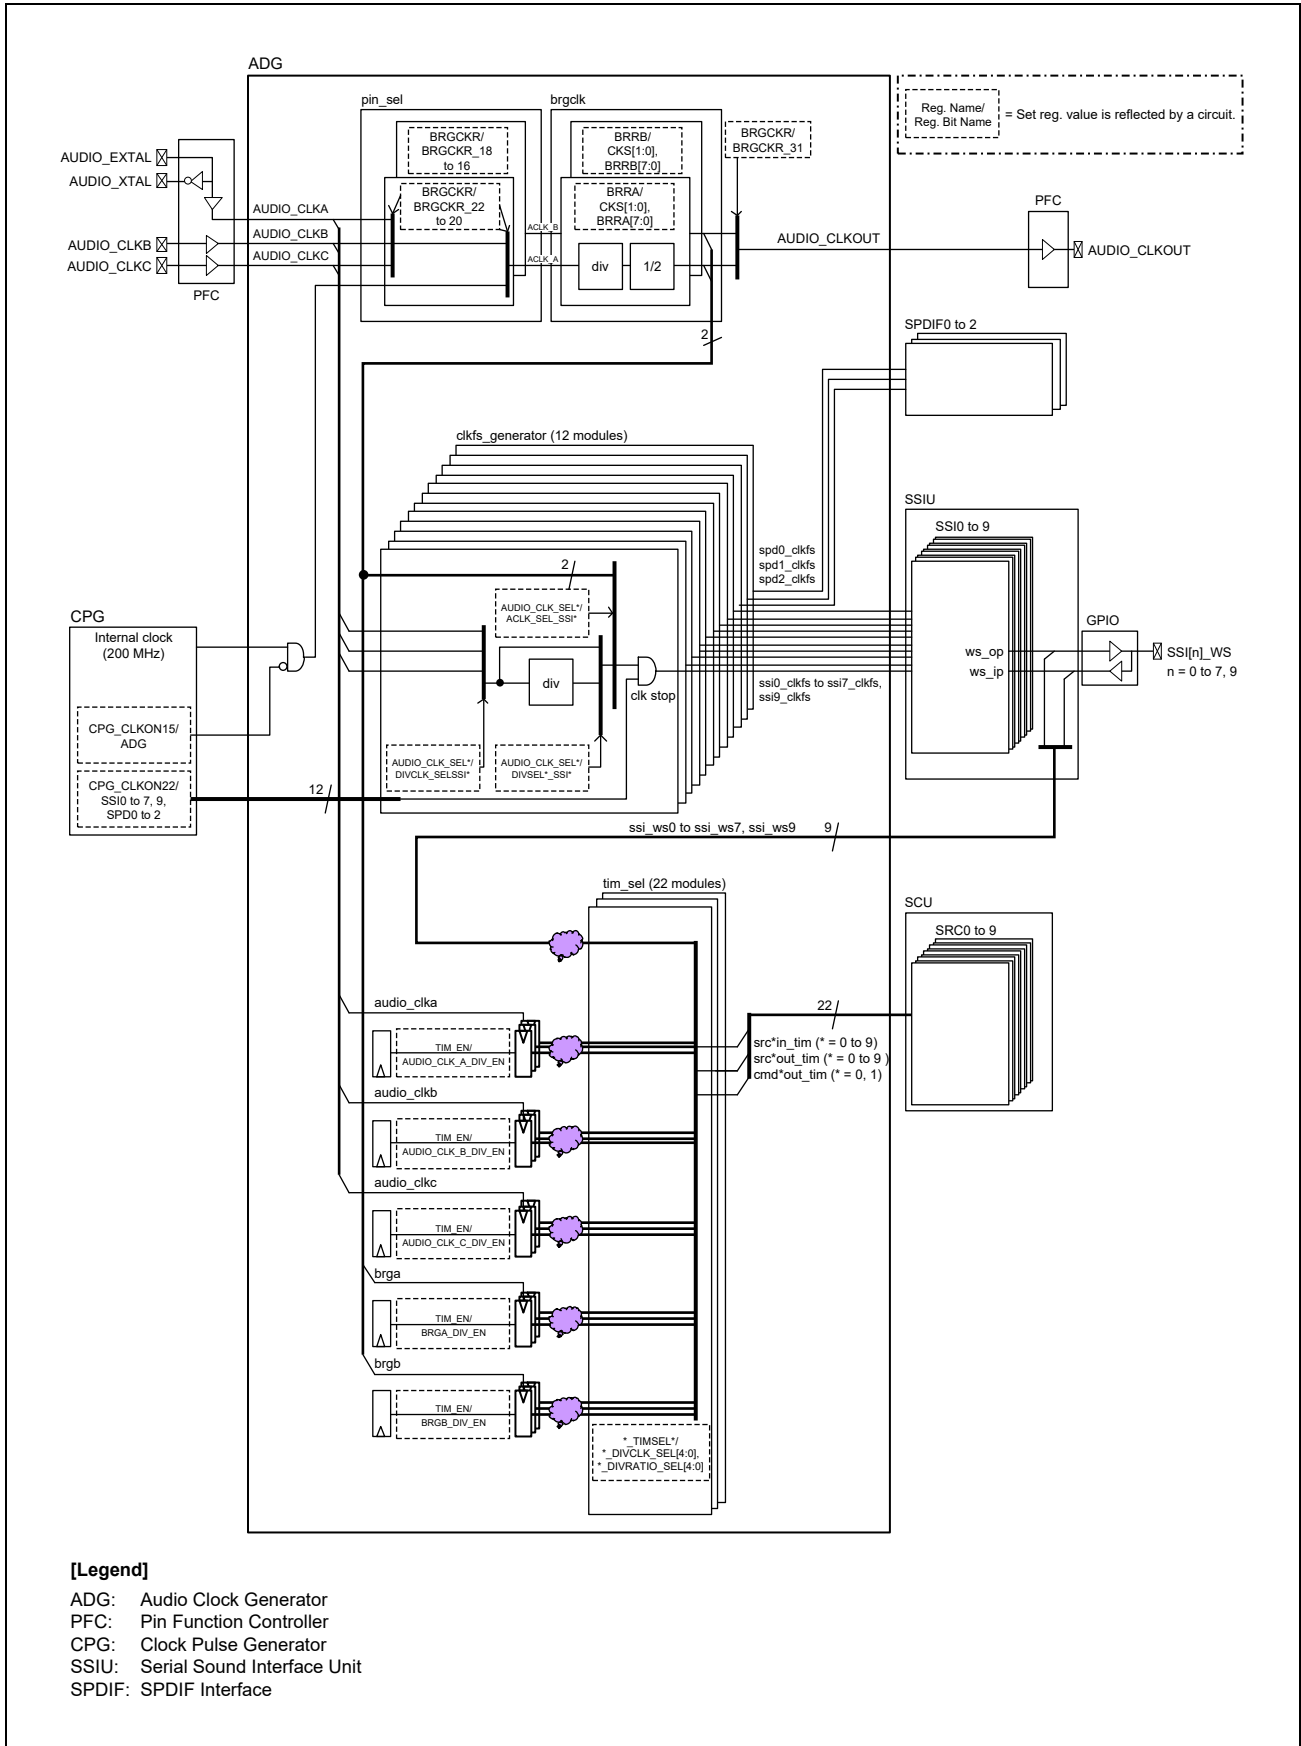 ADG
pin_sel
brgclk
BRGCKR/
BRGCKR_18
to 16
BRGCKR/
BRGCKR_22
to 20
BRRB/
CKS[1:0],
BRRB[7:0]
BRRA/
CKS[1:0],
BRRA[7:0]
div
1/2
BRGCKR/
BRGCKR_31
Reg. Name/
Reg. Bit Name
= Set reg. value is reflected by a circuit.
AUDIO_EXTAL
AUDIO_XTAL
AUDIO_CLKB
AUDIO_CLKC
PFC
AUDIO_CLKA
AUDIO_CLKB
AUDIO_CLKC
ACLK_B
ACLK_A
AUDIO_CLKOUT
PFC
AUDIO_CLKOUT
2
SPDIF0 to 2
clkfs_generator (12 modules)
2
AUDIO_CLK_SEL*/
ACLK_SEL_SSI*
div
clk stop
AUDIO_CLK_SEL*/
DIVCLK_SELSSI*
AUDIO_CLK_SEL*/
DIVSEL*_SSI*
spd0_clkfs
spd1_clkfs
spd2_clkfs
ssi0_clkfs to ssi7_clkfs,
ssi9_clkfs
SSIU
SSI0 to 9
ws_op
ws_ip
GPIO
SSI[n]_WS
n = 0 to 7, 9
CPG
Internal clock
(200 MHz)
CPG_CLKON15/
ADG
CPG_CLKON22/
SSI0 to 7, 9,
SPD0 to 2
12
ssi_ws0 to ssi_ws7, ssi_ws9
9
tim_sel (22 modules)
SCU
SRC0 to 9
22
src*in_tim (* = 0 to 9)
src*out_tim (* = 0 to 9 )
cmd*out_tim (* = 0, 1)
audio_clka
TIM_EN/
AUDIO_CLK_A_DIV_EN
audio_clkb
TIM_EN/
AUDIO_CLK_B_DIV_EN
audio_clkc
TIM_EN/
AUDIO_CLK_C_DIV_EN
brga
TIM_EN/
BRGA_DIV_EN
brgb
TIM_EN/
BRGB_DIV_EN
*_TIMSEL*/
*_DIVCLK_SEL[4:0],
*_DIVRATIO_SEL[4:0]
[Legend]
ADG: Audio Clock Generator
PFC: Pin Function Controller
CPG: Clock Pulse Generator
SSIU: Serial Sound Interface Unit
SPDIF: SPDIF Interface